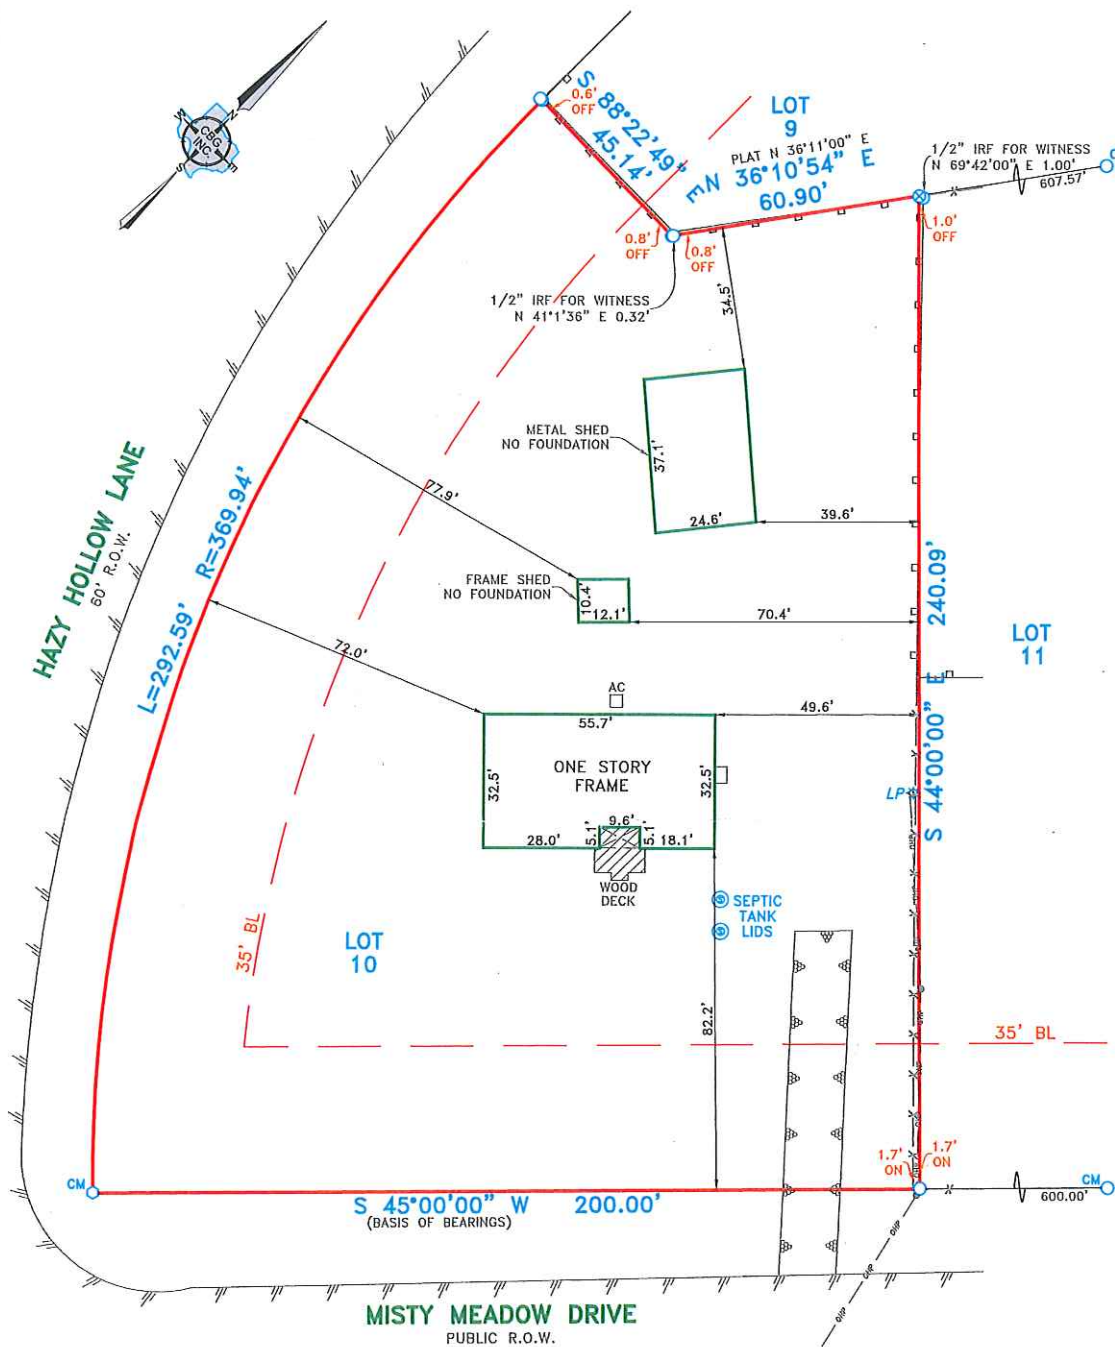 N
W
CBG
INC.
E
S
0.6'
OFF
S 88°22'49" E
45.14'
LOT
9
PLAT N 36°11'00" E
N 36°10'54" E
60.90'
1/2" IRF FOR WITNESS
N 69°42'00" E 1.00'
607.57'
0.8'
OFF
0.8'
OFF
1.0'
OFF
1/2" IRF FOR WITNESS
N 41°1'36" E 0.32'
34.5'
METAL SHED
NO FOUNDATION
37.1'
24.6'
39.6'
77.9'
HAZY HOLLOW LANE
60' R.O.W.
R=369.94'
L=292.59'
FRAME SHED
NO FOUNDATION
10.4'
12.1'
70.4'
S 44°00'00" E 240.09'
LOT
11
72.0'
AC
55.7'
49.6'
32.5'
ONE STORY
FRAME
32.5'
LP
28.0'
5.1'
9.6'
5.1'
18.1'
WOOD
DECK
SEPTIC
TANK
LIDS
35' BL
LOT
10
82.2'
35' BL
1.7'
ON
1.7'
ON
CM
S 45°00'00" W 200.00'
(BASIS OF BEARINGS)
CM
600.00'
OHP
OHP
OHP
MISTY MEADOW DRIVE
PUBLIC R.O.W.